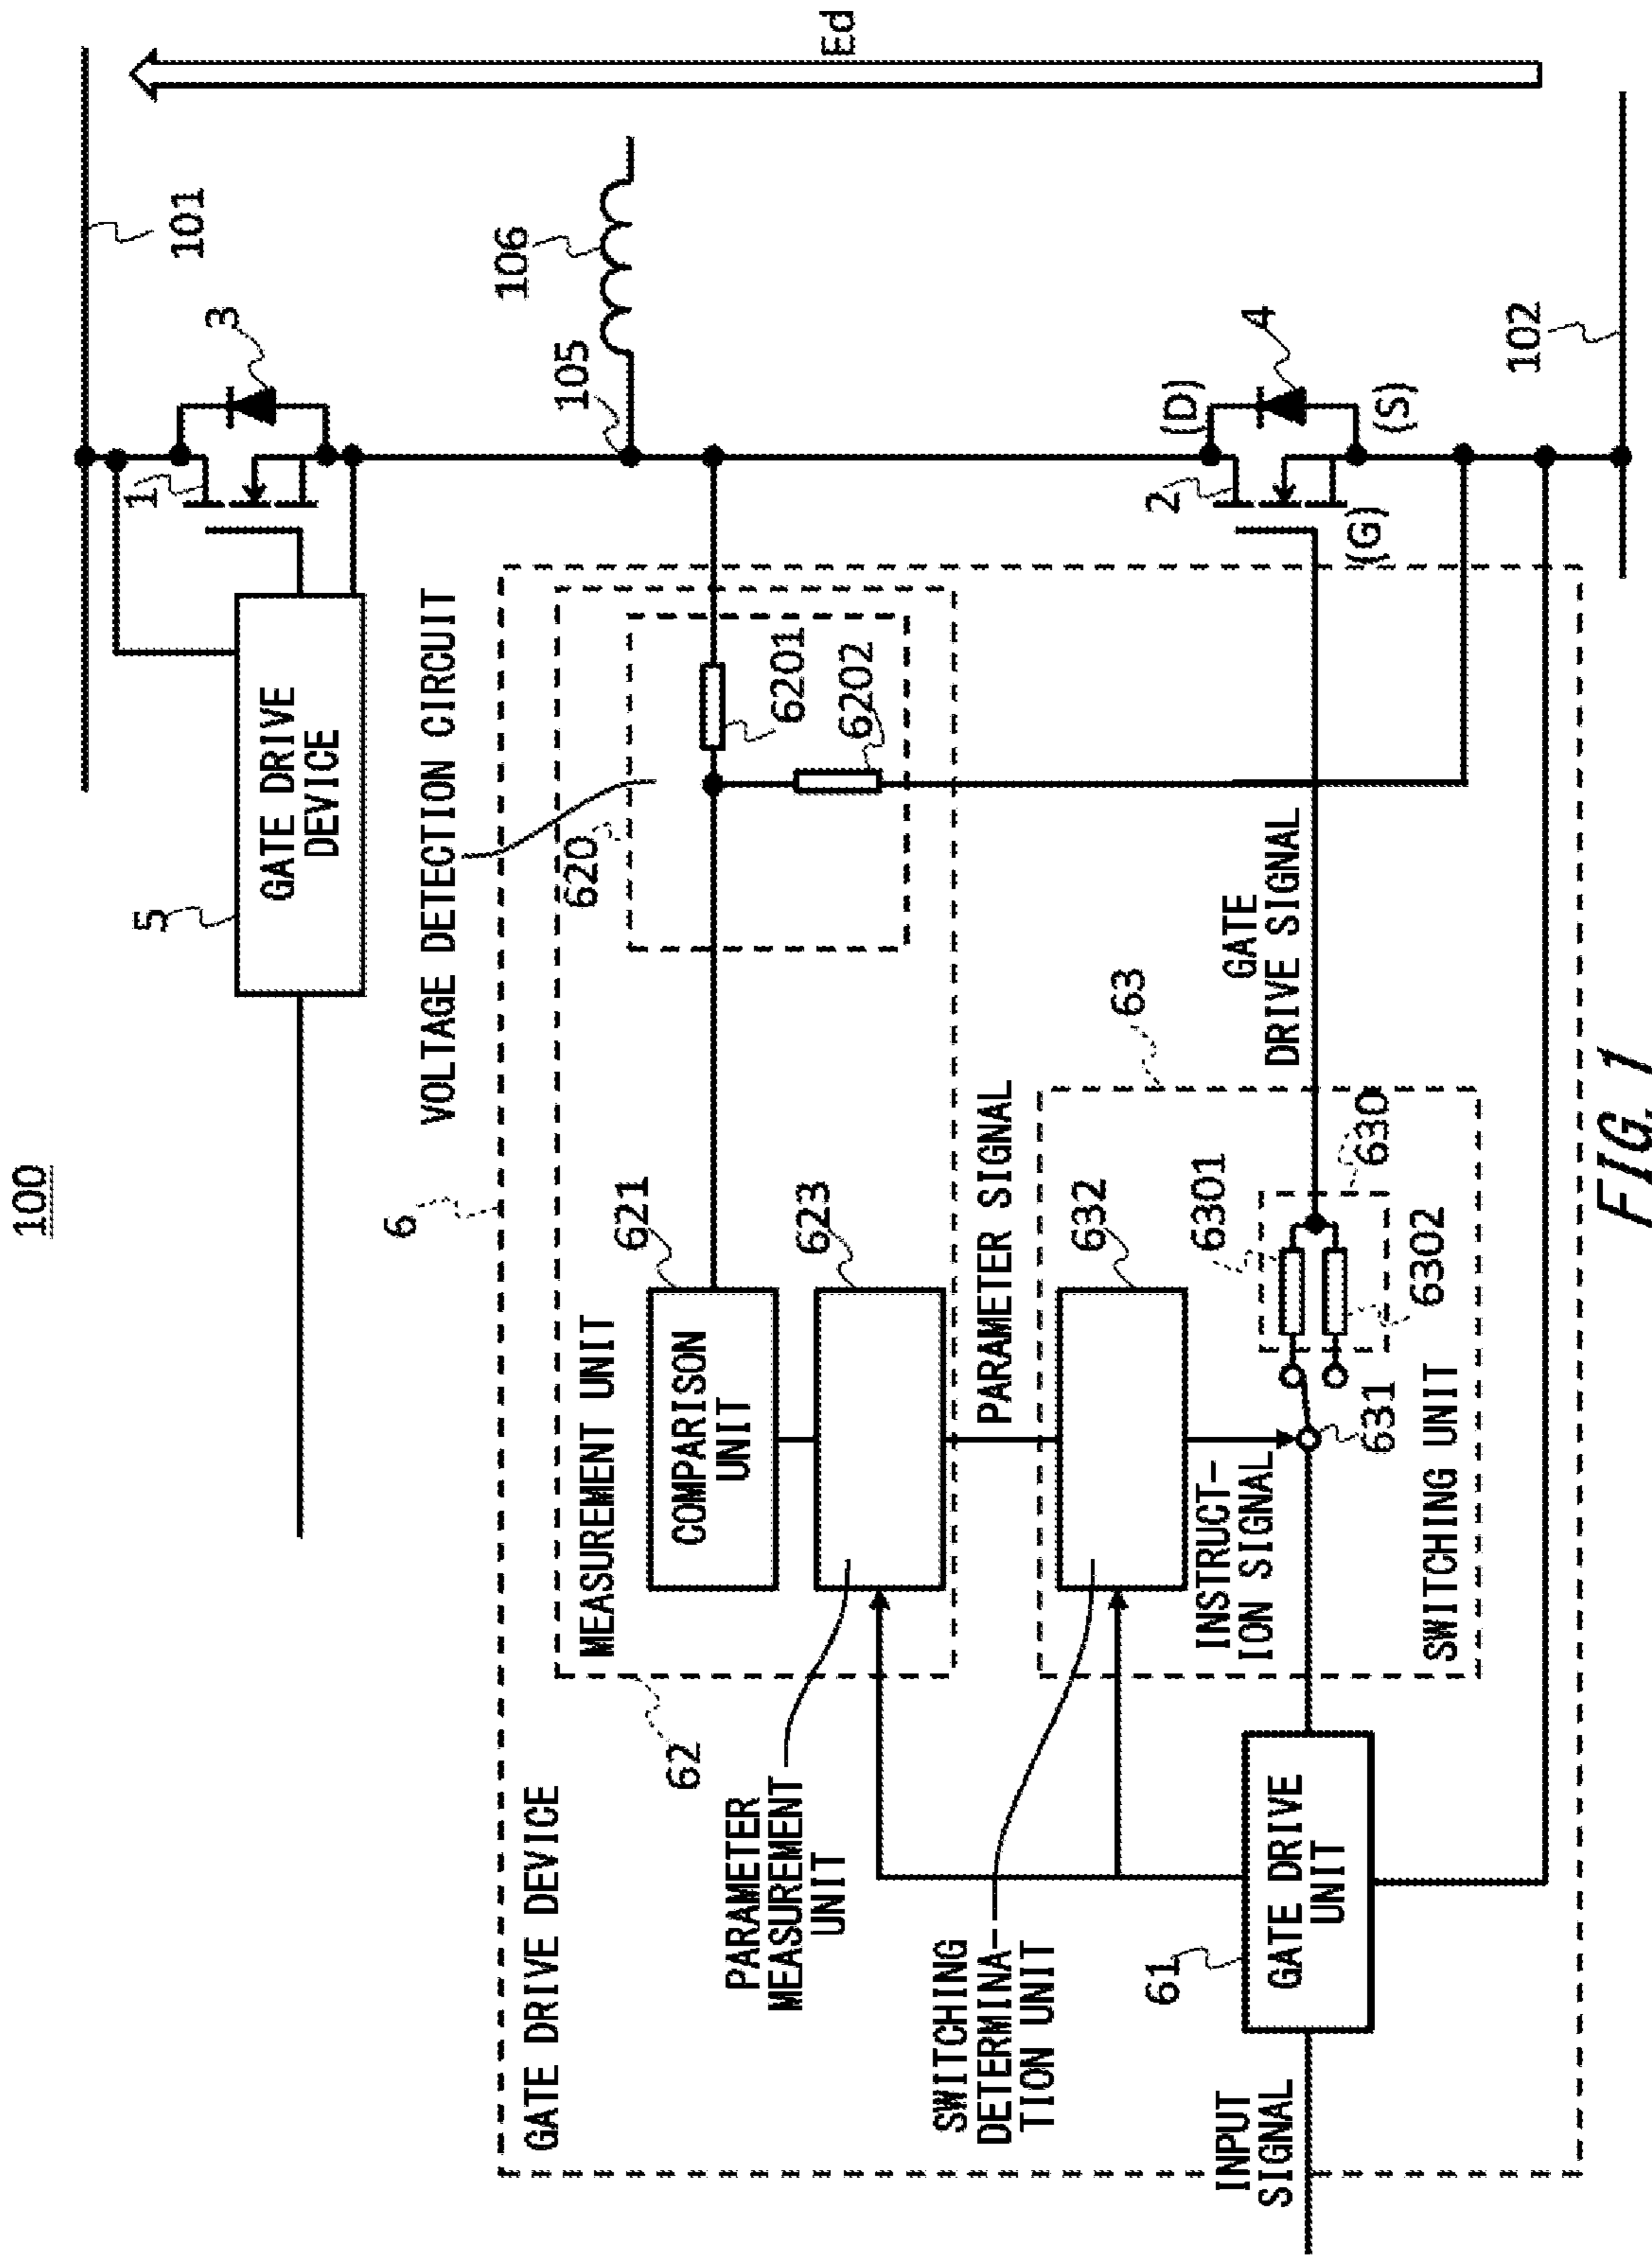 100
Ed
101
3
1
106
105
5
GATE DRIVE
DEVICE
VOLTAGE DETECTION CIRCUIT
6
GATE DRIVE DEVICE
MEASUREMENT UNIT
62
620
6201
6202
621
COMPARISON
UNIT
623
PARAMETER
MEASUREMENT
UNIT
PARAMETER SIGNAL
63
632
SWITCHING
DETERMINA-
TION UNIT
INSTRUCT-
ION SIGNAL
6301
630
6302
631
SWITCHING UNIT
GATE
DRIVE SIGNAL
61
GATE DRIVE
UNIT
INPUT
SIGNAL
2
(D)
4
(S)
(G)
102
FIG. 1